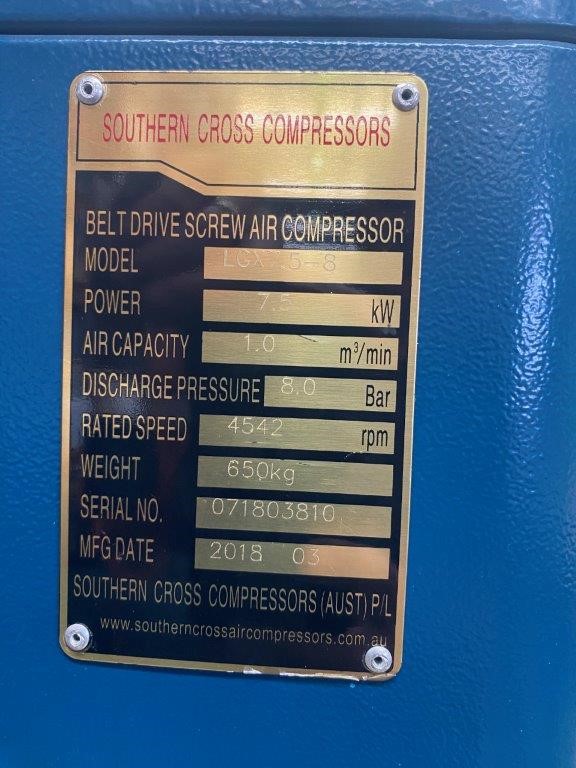 SOUTHERN CROSS COMPRESSORS
BELT DRIVE SCREW AIR COMPRESSOR
MODEL LGX7.5-8
POWER 7.5 kW
AIR CAPACITY 1.0 m³/min
DISCHARGE PRESSURE 8.0 Bar
RATED SPEED 4542 rpm
WEIGHT 650kg
SERIAL NO. 071803810
MFG DATE 2018 03
SOUTHERN CROSS COMPRESSORS (AUST) P/L
www.southerncrossaircompressors.com.au